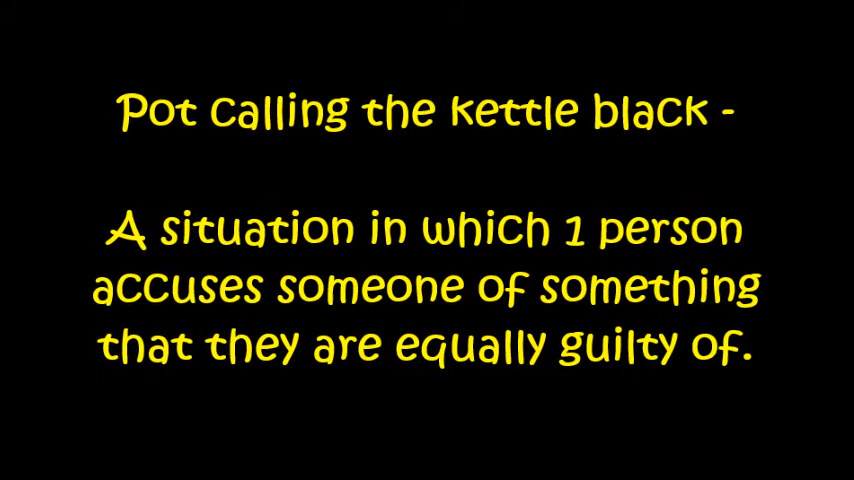 Pot calling the kettle black -
A situation in which 1 person
accuses someone of something
that they are equally guilty of.